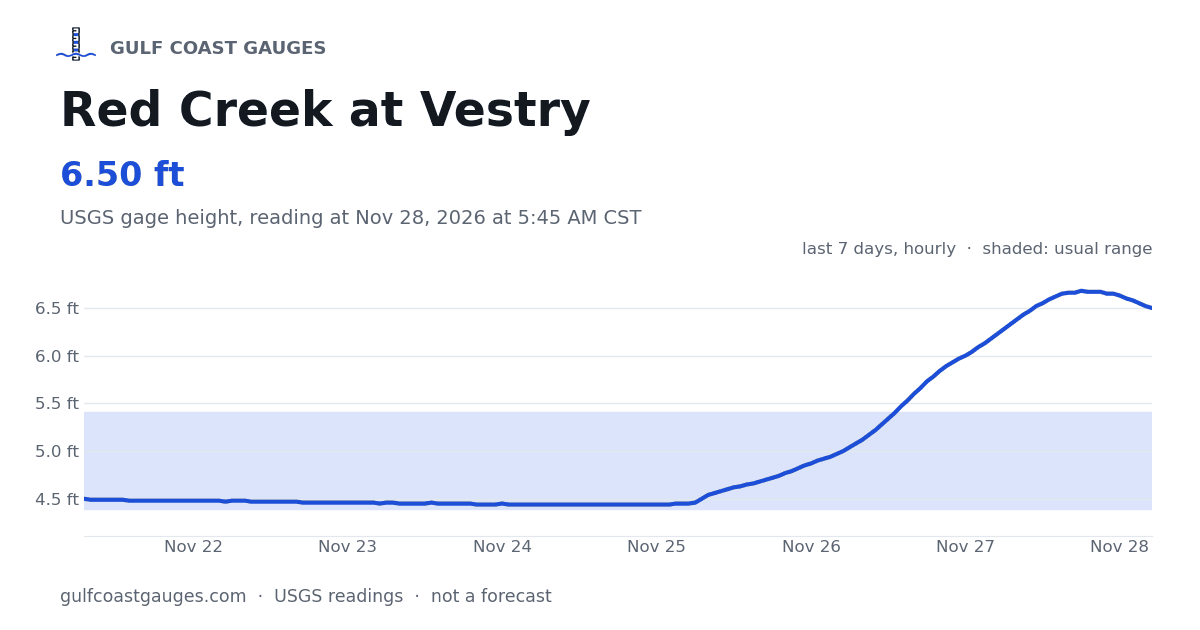 GULF COAST GAUGES
Red Creek at Vestry
6.50 ft
USGS gage height, reading at Nov 28, 2026 at 5:45 AM CST
last 7 days, hourly · shaded: usual range
6.5 ft
6.0 ft
5.5 ft
5.0 ft
4.5 ft
Nov 22 Nov 23 Nov 24 Nov 25 Nov 26 Nov 27 Nov 28
gulfcoastgauges.com · USGS readings · not a forecast